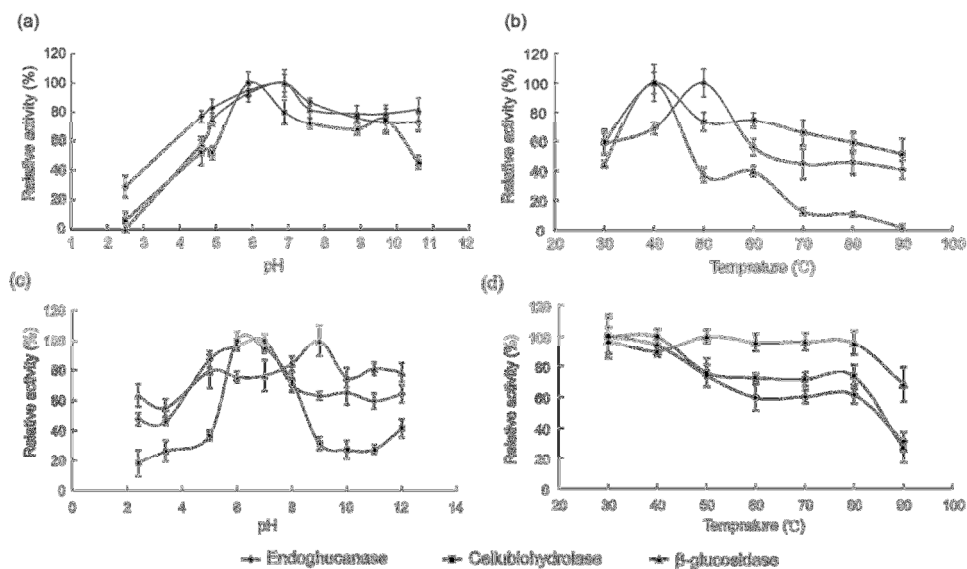 (a)
Relative activity (%)
120
100
80
60
40
20
0
1 2 3 4 5 6 7 8 9 10 11 12
pH
(b)
Relative activity (%)
120
100
80
60
40
20
0
20 30 40 50 60 70 80 90 100
Temprature (℃)
(c)
Relative activity (%)
120
100
80
60
40
20
0
0 2 4 6 8 10 12 14
pH
(d)
Relative activity (%)
120
100
80
60
40
20
0
20 30 40 50 60 70 80 90 100
Temprature (℃)
Endoghucanase Cellubiohydrolase β-glucosidase